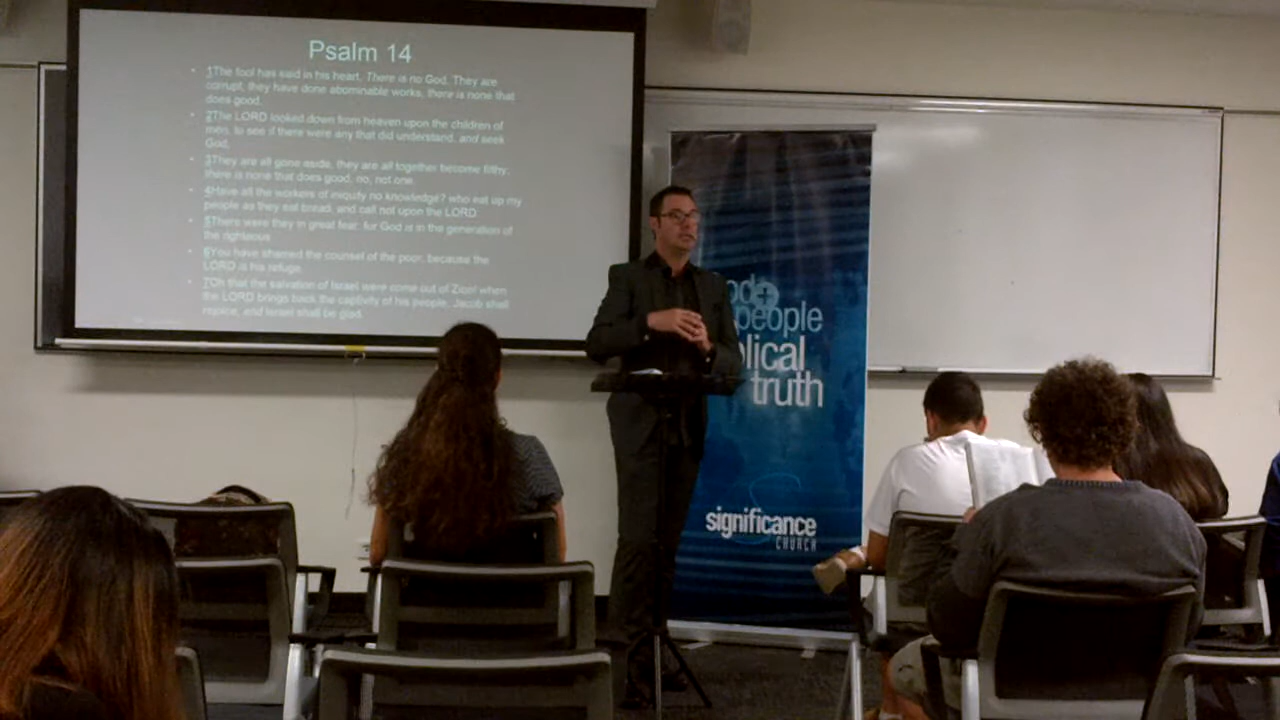 Psalm 14
• 1The fool has said in his heart, There is no God. They are
corrupt, they have done abominable works, there is none that
does good.
• 2The LORD looked down from heaven upon the children of
men, to see if there were any that did understand, and seek
God.
• 3They are all gone aside, they are all together become filthy:
there is none that does good, no, not one.
• 4Have all the workers of iniquity no knowledge? who eat up my
people as they eat bread, and call not upon the LORD
• 5There were they in great fear: for God is in the generation of
the righteous
• 6You have shamed the counsel of the poor, because the
LORD is his refuge.
• 7Oh that the salvation of Israel were come out of Zion! when
the LORD brings back the captivity of his people, Jacob shall
rejoice, and Israel shall be glad.
od+
people
lical
truth
significance
CHURCH